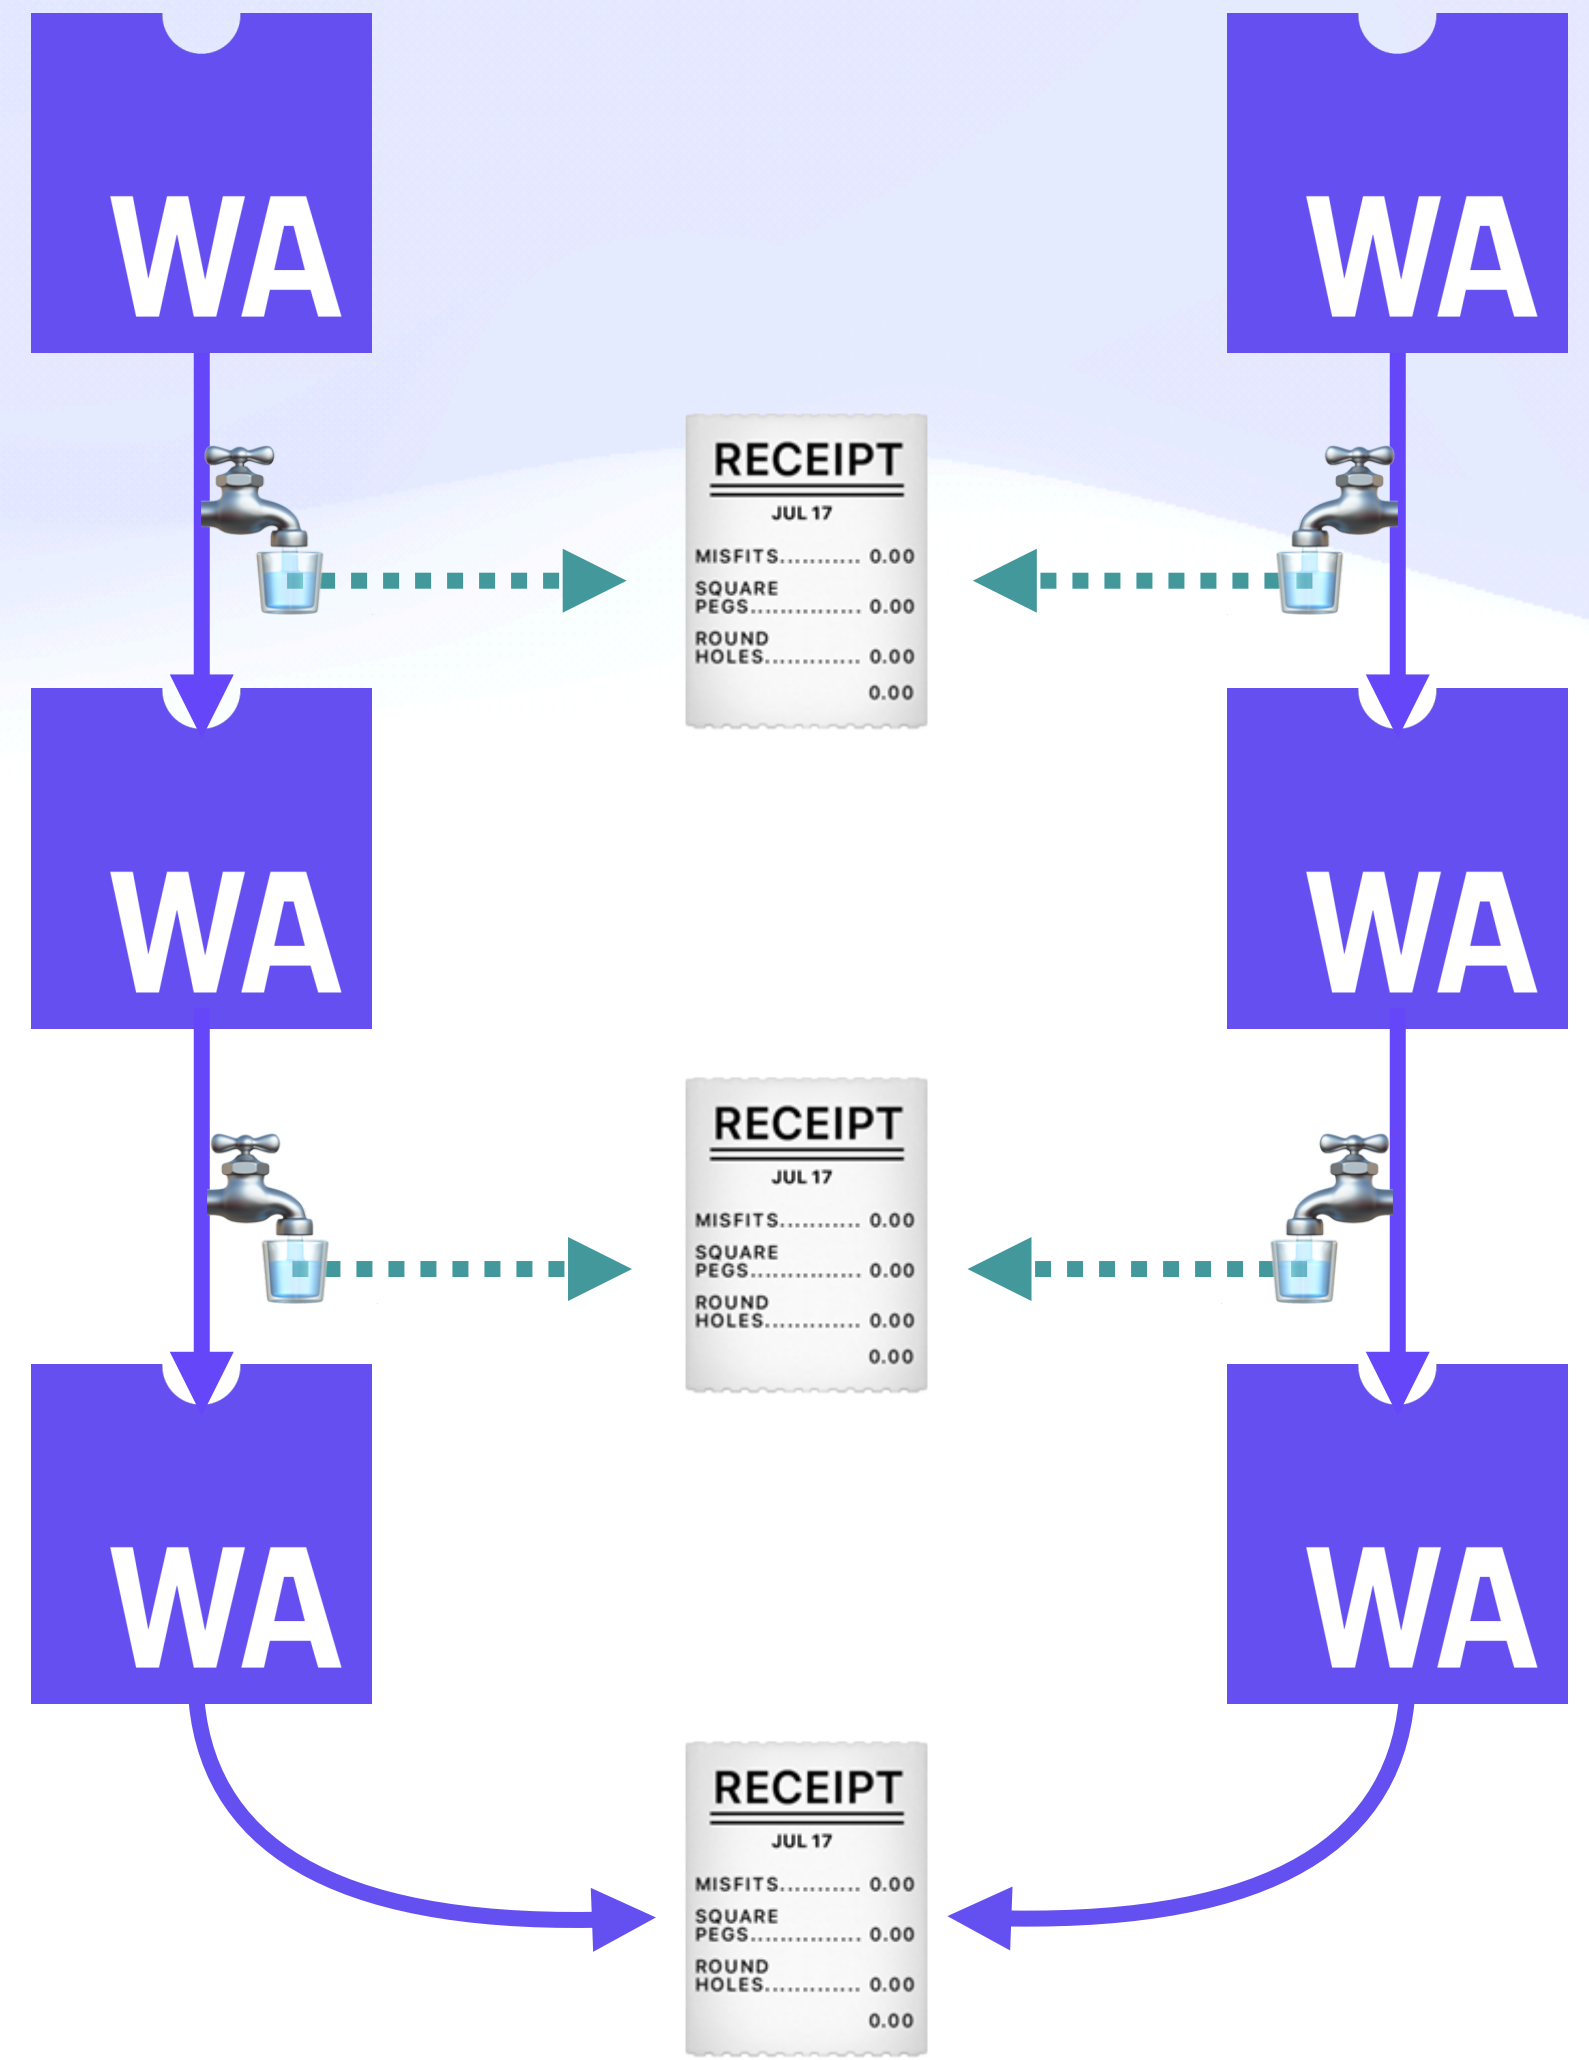 WA
WA
RECEIPT
JUL 17
MISFITS........... 0.00
SQUARE
PEGS............... 0.00
ROUND
HOLES............. 0.00
0.00
WA
WA
RECEIPT
JUL 17
MISFITS........... 0.00
SQUARE
PEGS............... 0.00
ROUND
HOLES............. 0.00
0.00
WA
WA
RECEIPT
JUL 17
MISFITS........... 0.00
SQUARE
PEGS............... 0.00
ROUND
HOLES............. 0.00
0.00